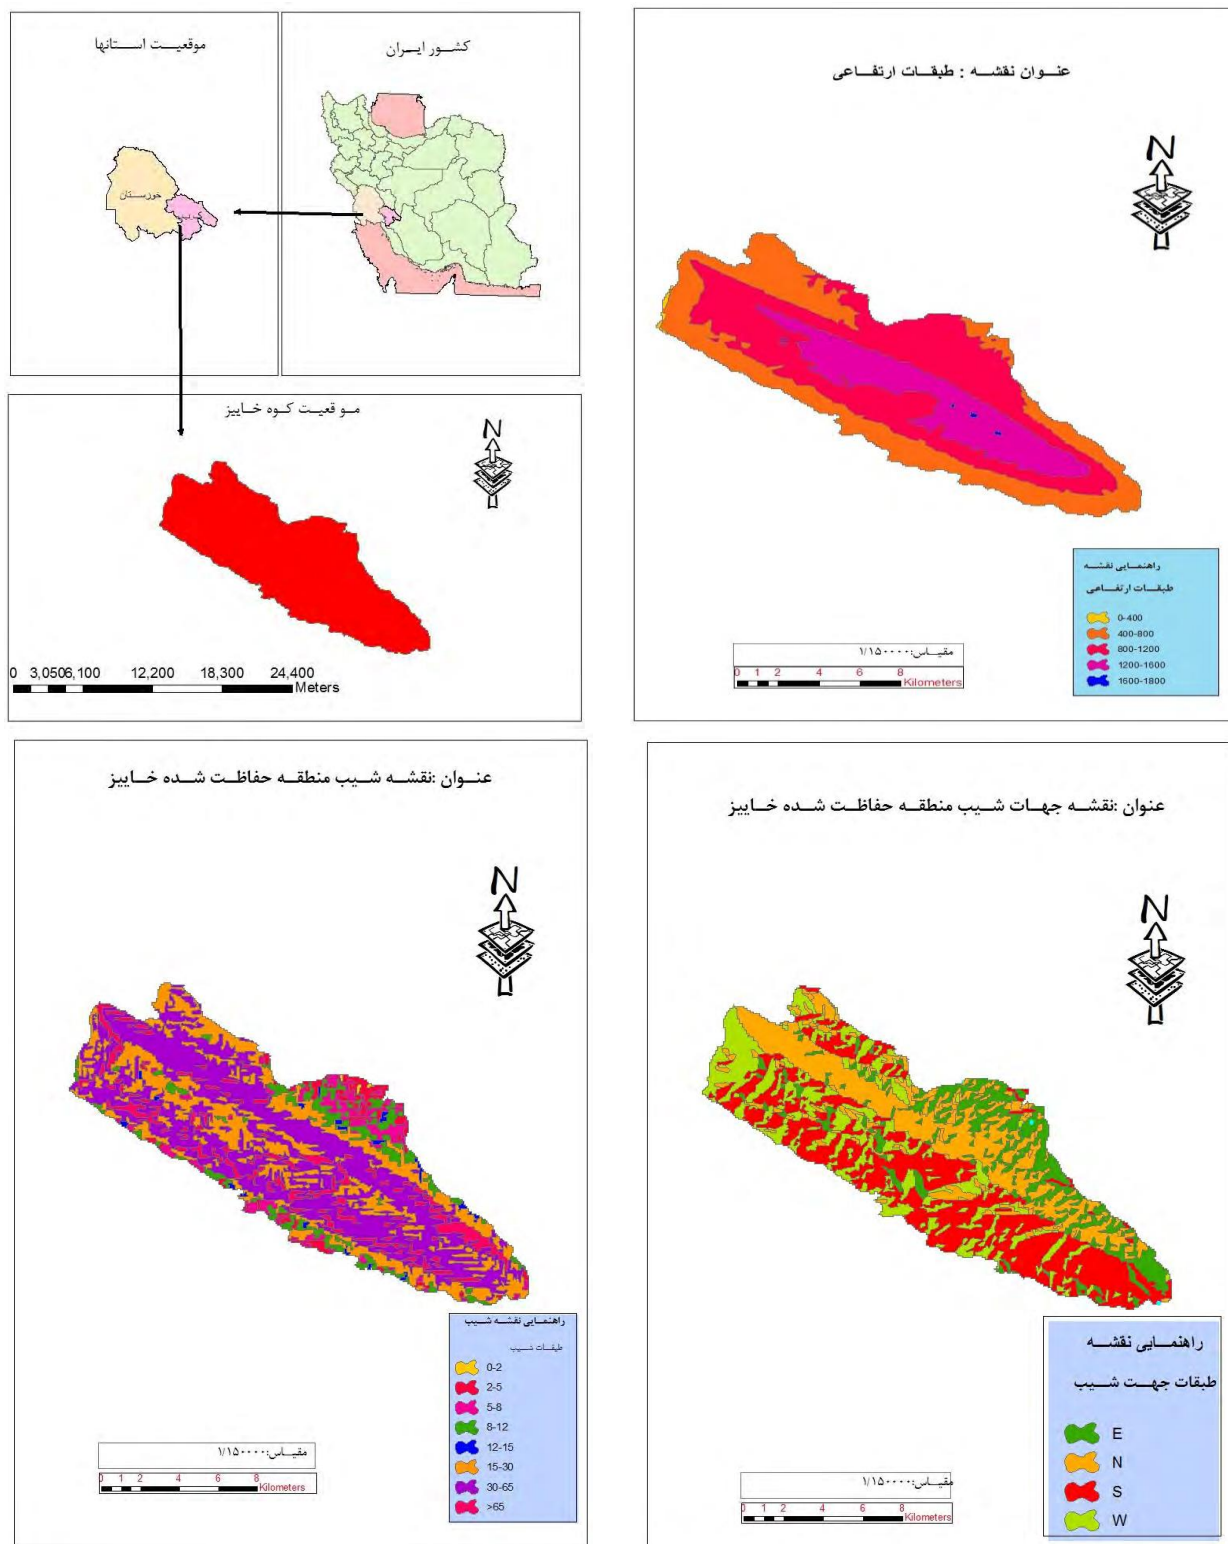 موقعیت استانها
خوزستان
کشور ایران
موقعیت کوه خاییز
N
0 3,0506,100 12,200 18,300 24,400
Meters
عنوان نقشه : طبقات ارتفاعی
N
راهنمایی نقشه
طبقات ارتفاعی
0-400
400-800
800-1200
1200-1600
1600-1800
مقیاس:۱/۱۵۰۰۰۰
0 1 2 4 6 8
Kilometers
عنوان :نقشه شیب منطقه حفاظت شده خاییز
N
راهنمایی نقشه شیب
طبقات شیب
0-2
2-5
5-8
8-12
12-15
15-30
30-65
>65
مقیاس:۱/۱۵۰۰۰۰
0 1 2 4 6 8
Kilometers
عنوان :نقشه جهات شیب منطقه حفاظت شده خاییز
N
راهنمایی نقشه
طبقات جهت شیب
E
N
S
W
مقیاس:۱/۱۵۰۰۰۰
0 1 2 4 6 8
Kilometers